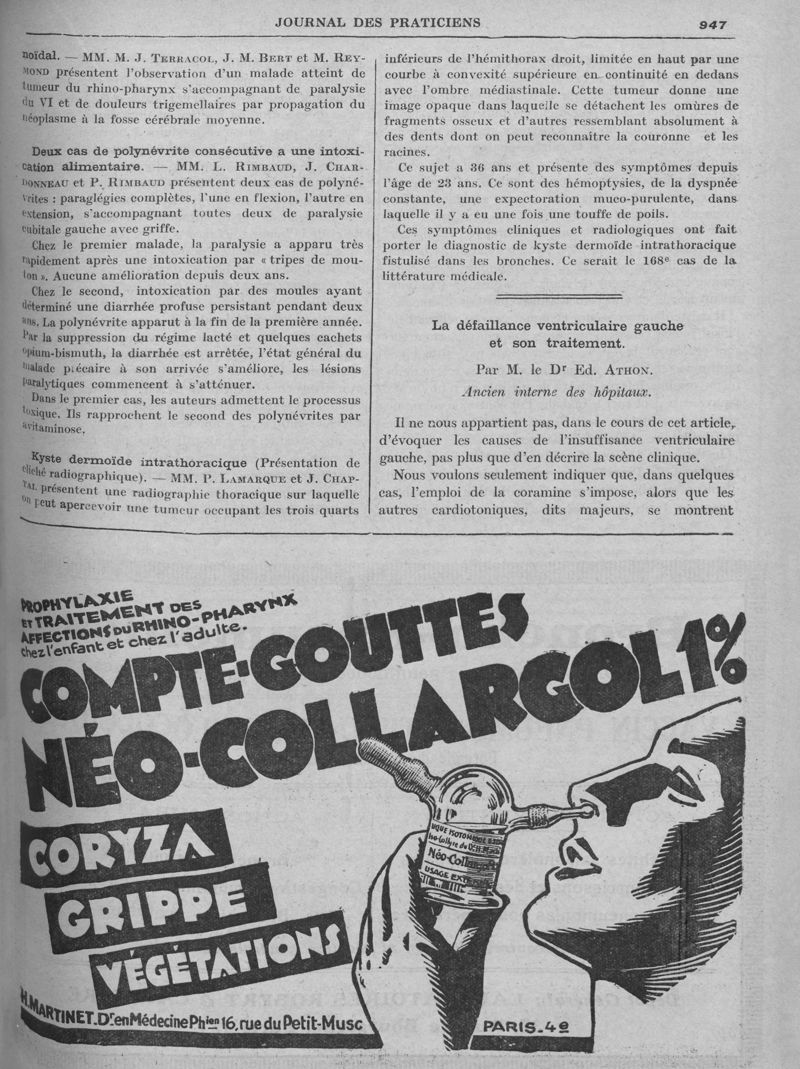 JOURNAL DES PRATICIENS 947
noïdal. — MM. M. J. TERRACOL, J. M. BERT et M. REY-
MOND présentent l'observation d'un malade atteint de
tumeur du rhino-pharynx s'accompagnant de paralysie
du VI et de douleurs trigemellaires par propagation du
néoplasme à la fosse cérébrale moyenne.
Deux cas de polynévrite consécutive a une intoxi-
cation alimentaire. — MM. L. RIMBAUD, J. CHAR-
DONNEAU et P. RIMBAUD présentent deux cas de polyné-
vrites : paraglégies complètes, l'une en flexion, l'autre en
extension, s'accompagnant toutes deux de paralysie
cubitale gauche avec griffe.
Chez le premier malade, la paralysie a apparu très
rapidement après une intoxication par « tripes de mou-
ton ». Aucune amélioration depuis deux ans.
Chez le second, intoxication par des moules ayant
déterminé une diarrhée profuse persistant pendant deux
ans. La polynévrite apparut à la fin de la première année.
Par la suppression du régime lacté et quelques cachets
opium-bismuth, la diarrhée est arrêtée, l'état général du
malade précaire à son arrivée s'améliore, les lésions
paralytiques commencent à s'atténuer.
Dans le premier cas, les auteurs admettent le processus
toxique. Ils rapprochent le second des polynévrites par
avitaminose.
Kyste dermoïde intrathoracique (Présentation de
cliché radiographique). — MM. P. LAMARQUE et J. CHAP-
TAL présentent une radiographie thoracique sur laquelle
on peut apercevoir une tumeur occupant les trois quarts
inférieurs de l'hémithorax droit, limitée en haut par une
courbe à convexité supérieure en continuité en dedans
avec l'ombre médiastinale. Cette tumeur donne une
image opaque dans laquelle se détachent les omùres de
fragments osseux et d'autres ressemblant absolument à
des dents dont on peut reconnaître la couronne et les
racines.
Ce sujet a 36 ans et présente des symptômes depuis
l'âge de 23 ans. Ce sont des hémoptysies, de la dyspnée
constante, une expectoration muco-purulente, dans
laquelle il y a eu une fois une touffe de poils.
Ces symptômes cliniques et radiologiques ont fait
porter le diagnostic de kyste dermoïde intrathoracique
fistulisé dans les bronches. Ce serait le 168e cas de la
littérature médicale.
La défaillance ventriculaire gauche
et son traitement.
Par M. le Dr Ed. ATHON.
Ancien interne des hôpitaux.
Il ne nous appartient pas, dans le cours de cet article,
d'évoquer les causes de l'insuffisance ventriculaire
gauche, pas plus que d'en décrire la scène clinique.
Nous voulons seulement indiquer que, dans quelques
cas, l'emploi de la coramine s'impose, alors que les
autres cardiotoniques, dits majeurs, se montrent
PROPHYLAXIE
ET TRAITEMENT DES
AFFECTIONS DU RHINO-PHARYNX
chez l'enfant et chez l'adulte.
COMPTE-GOUTTES
NÉO-COLLARGOL 1%
CORYZA
GRIPPE
VÉGÉTATIONS
Néo-Collargol
USAGE EXTERNE
H. MARTINET. Dr en Médecine Phien 16, rue du Petit-Musc
PARIS_4e